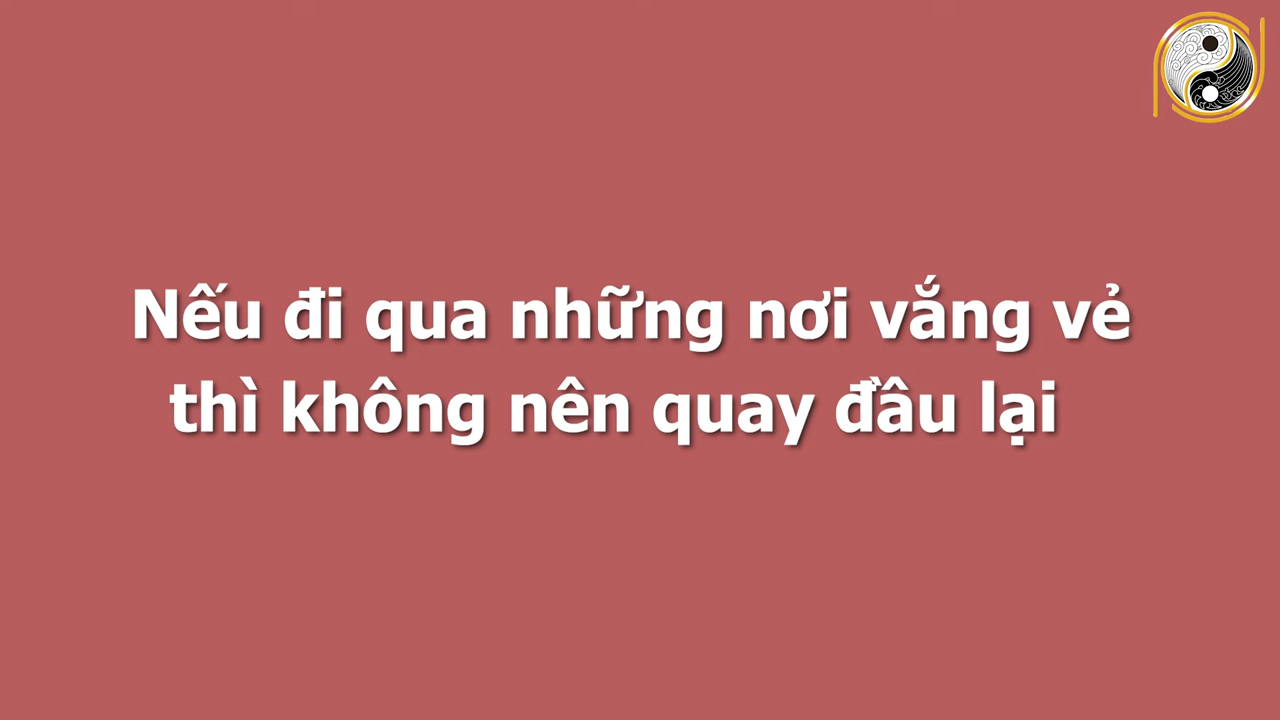 Nếu đi qua những nơi vắng vẻ
thì không nên quay đầu lại